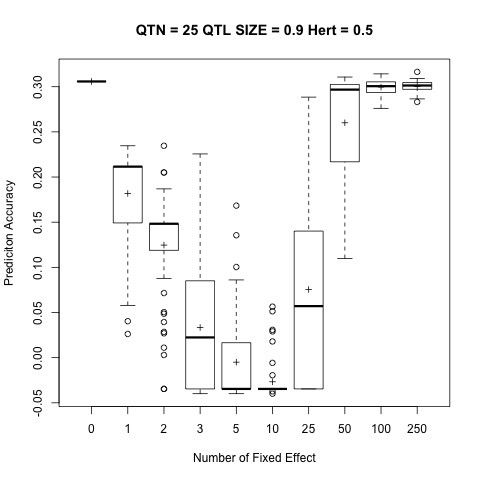 QTN = 25 QTL SIZE = 0.9 Hert = 0.5
Prediciton Accuracy
0.30
0.25
0.20
0.15
0.10
0.05
0.00
-0.05
0 1 2 3 5 10 25 50 100 250
Number of Fixed Effect